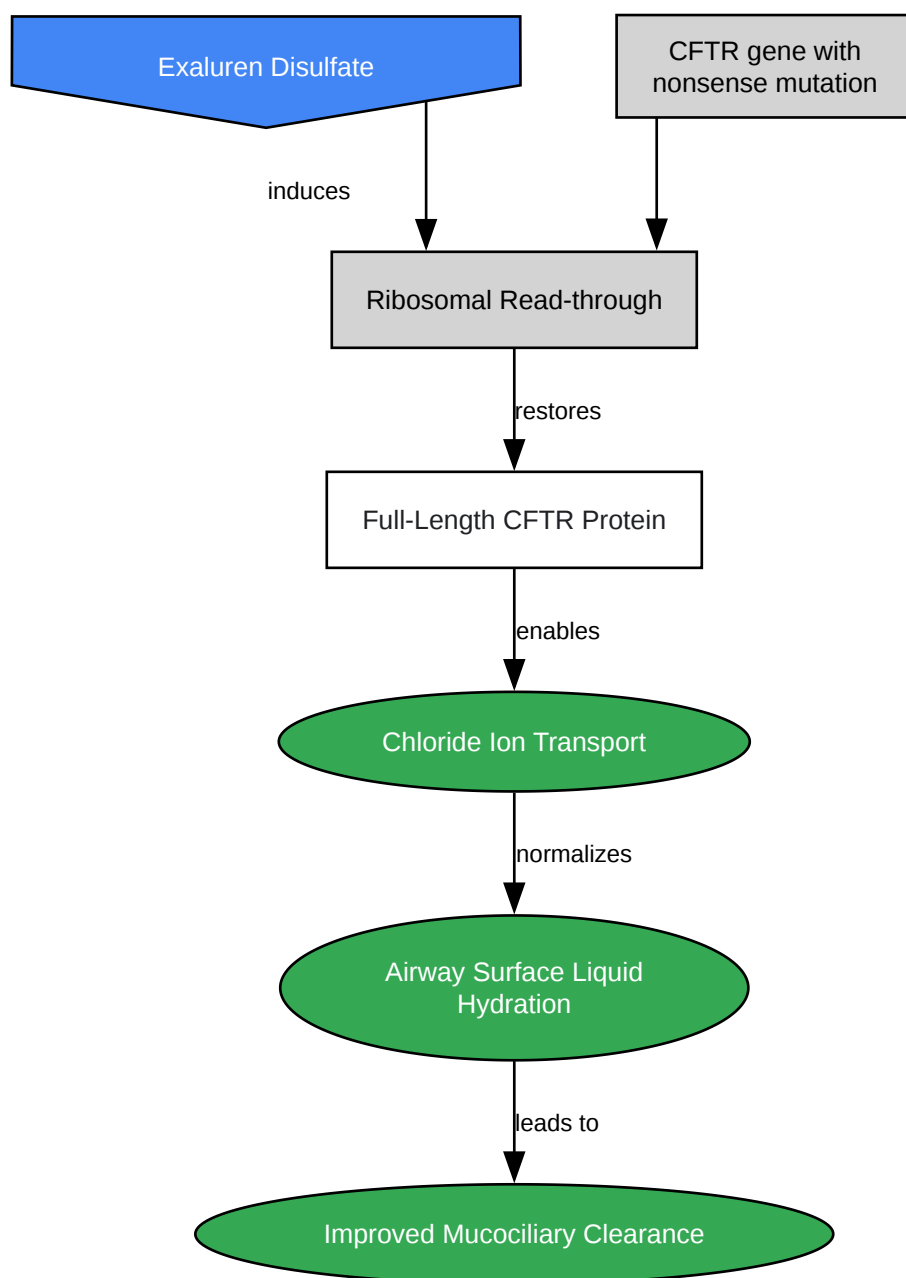 Exaluren Disulfate
CFTR gene with
nonsense mutation
induces
Ribosomal Read-through
restores
Full-Length CFTR Protein
enables
Chloride Ion Transport
normalizes
Airway Surface Liquid
Hydration
leads to
Improved Mucociliary Clearance